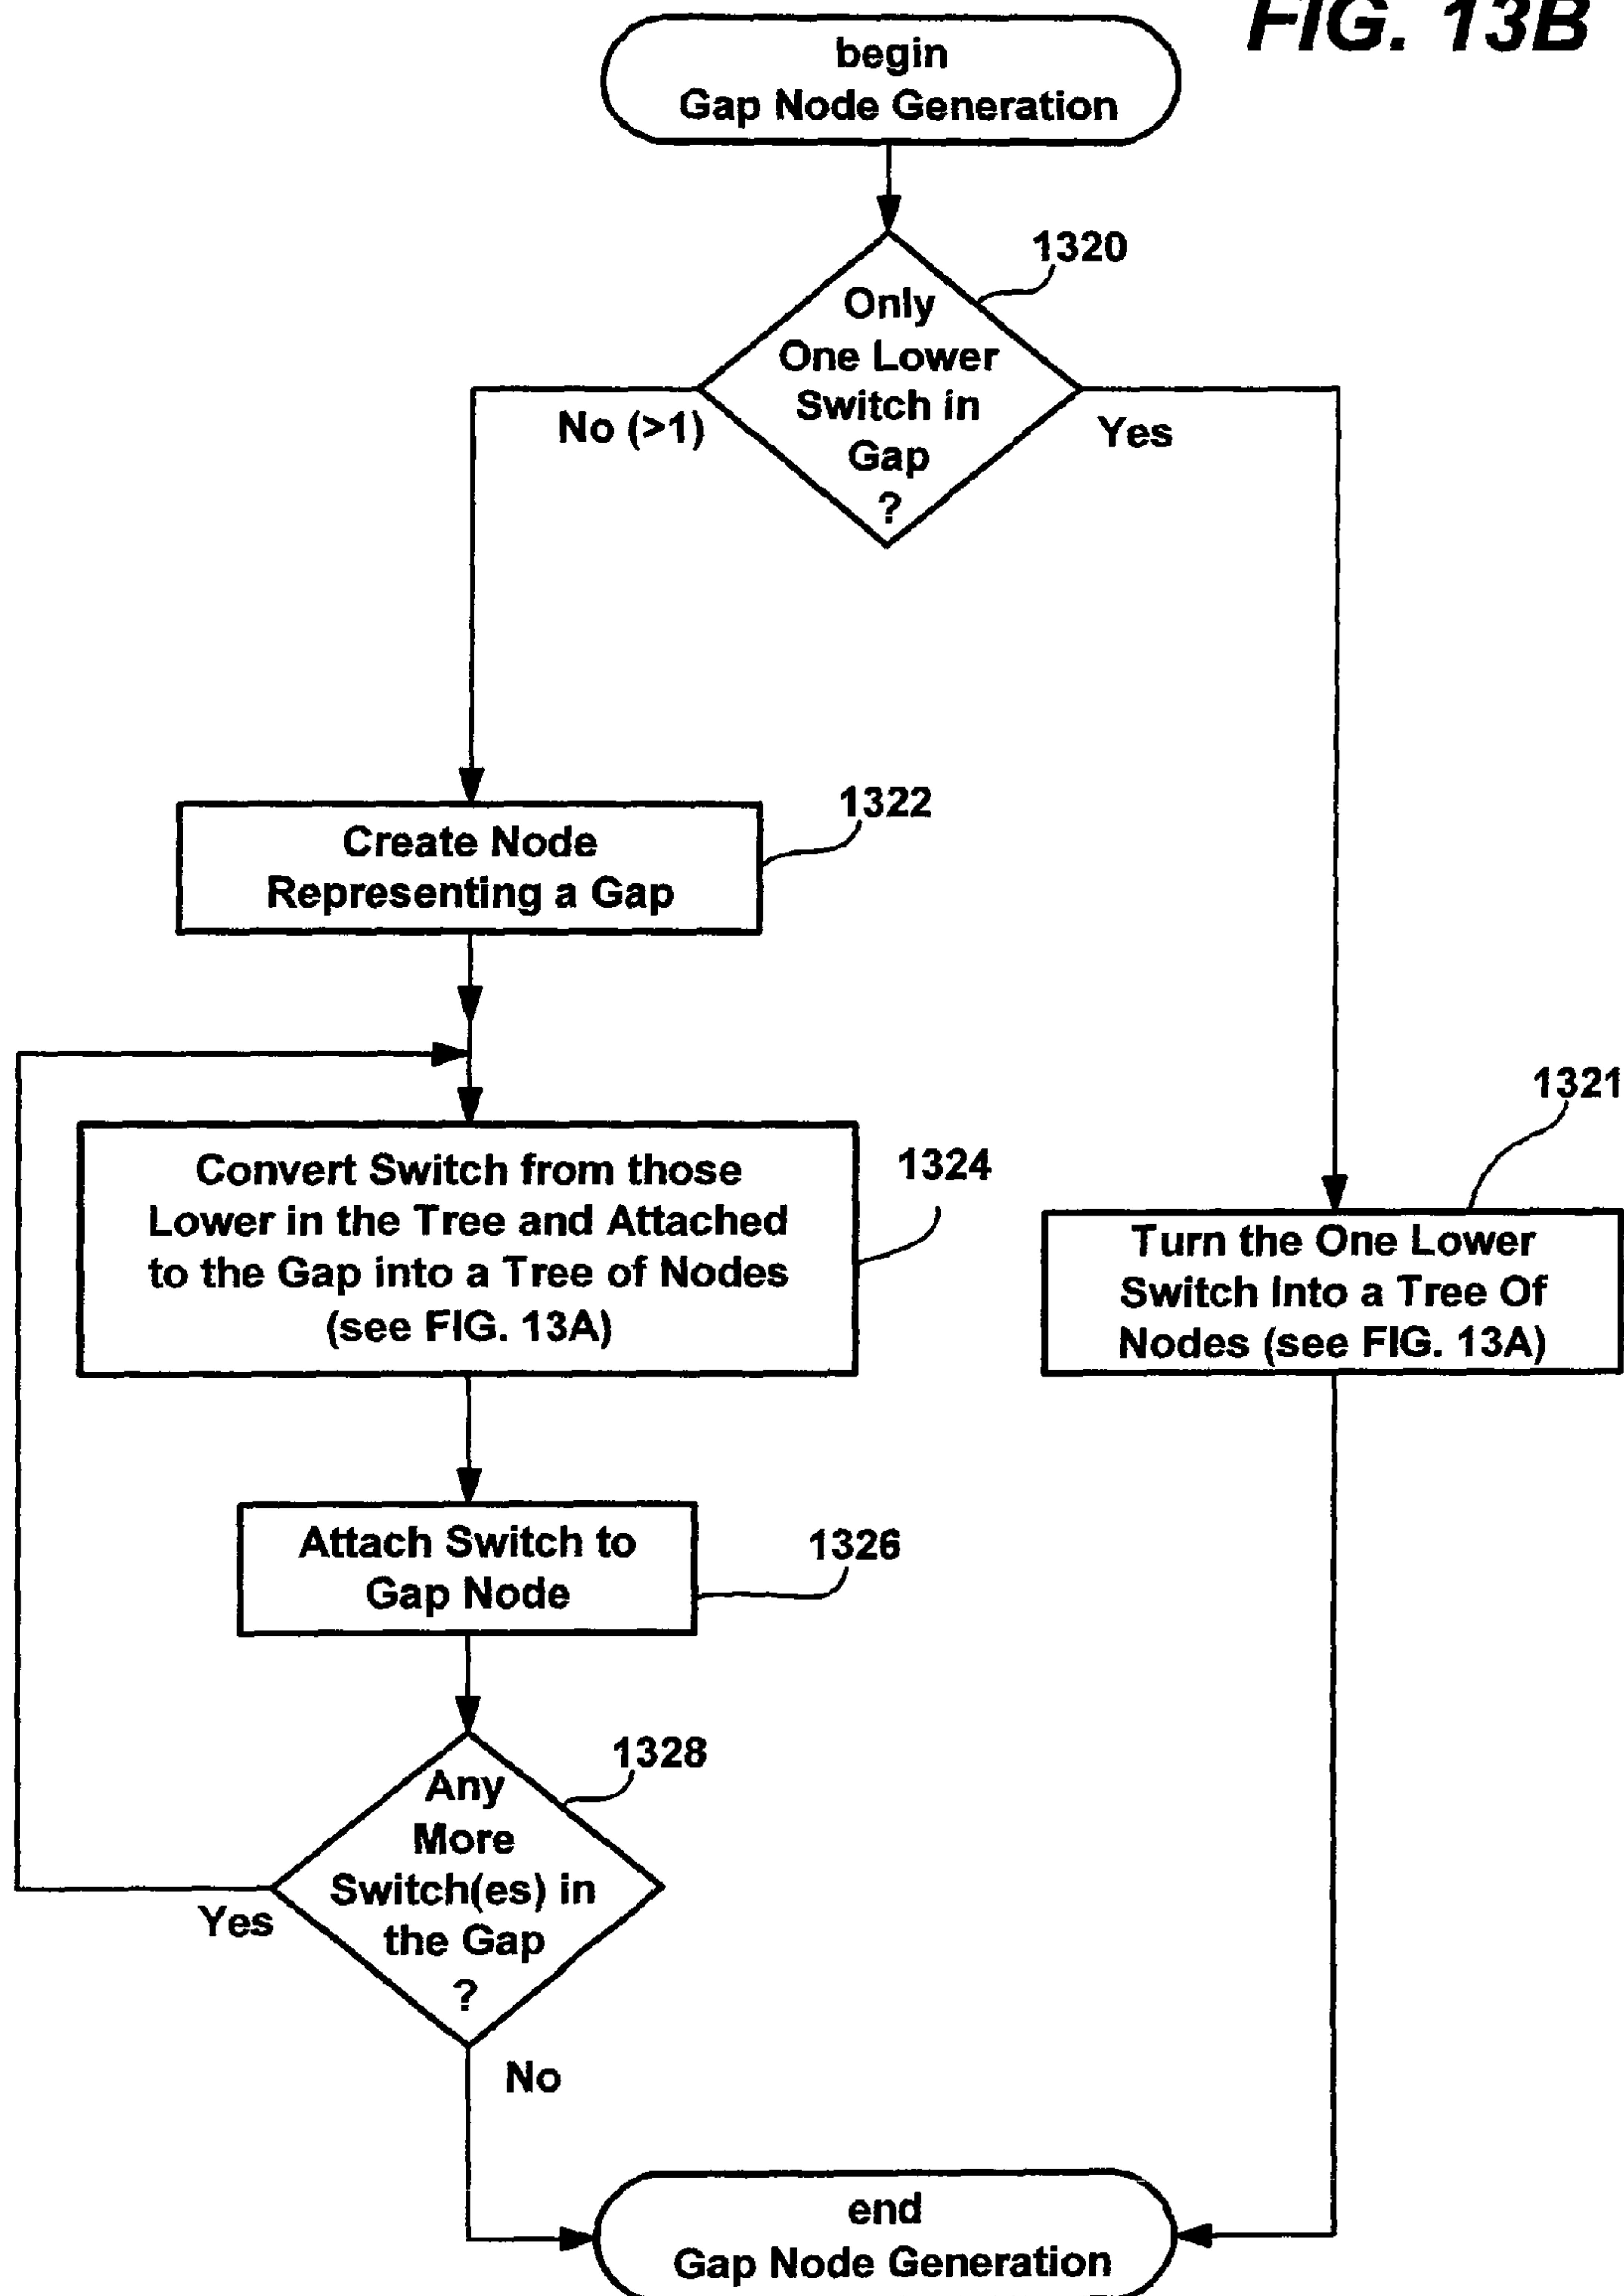 FIG. 13B
begin
Gap Node Generation
1320
Only
One Lower
Switch in
Gap
?
No (>1)
Yes
1322
Create Node
Representing a Gap
1321
1324
Convert Switch from those
Lower in the Tree and Attached
to the Gap into a Tree of Nodes
(see FIG. 13A)
Turn the One Lower
Switch Into a Tree Of
Nodes (see FIG. 13A)
1326
Attach Switch to
Gap Node
1328
Any
More
Switch(es) in
the Gap
?
Yes
No
end
Gap Node Generation